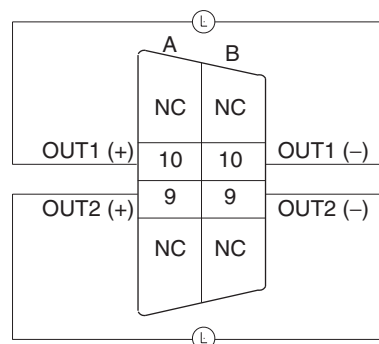 L
A B
NC NC
OUT1 (+) 10 10 OUT1 (−)
OUT2 (+) 9 9 OUT2 (−)
NC NC
L